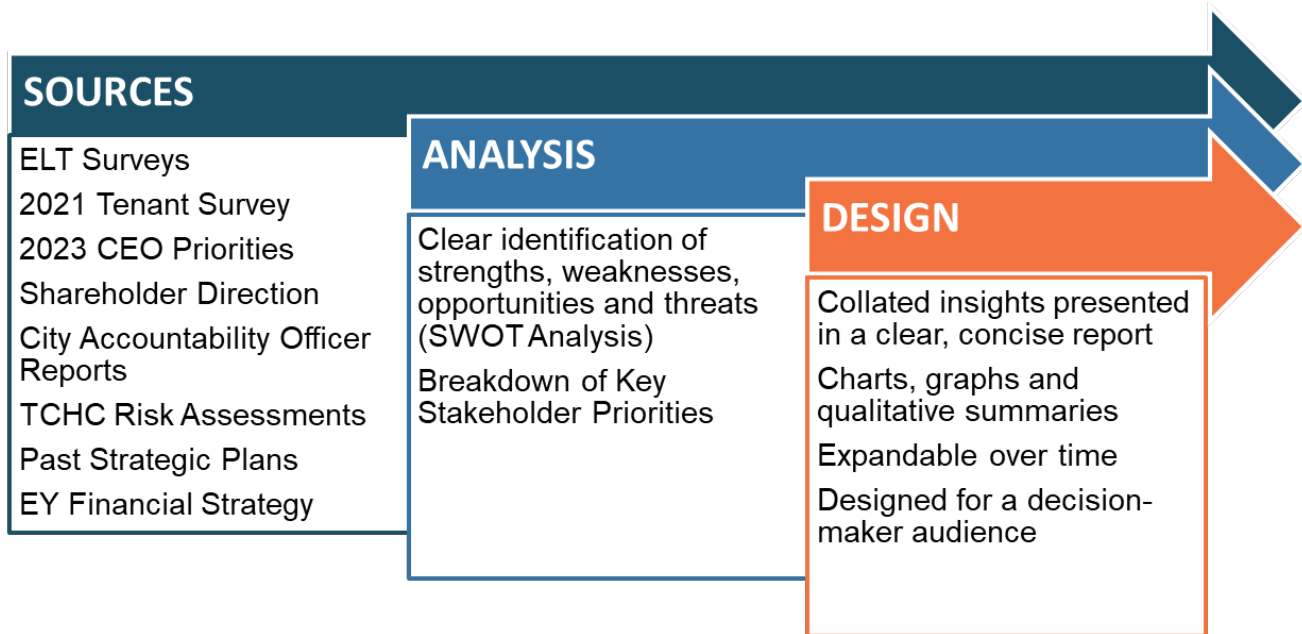 SOURCES
ELT Surveys
2021 Tenant Survey
2023 CEO Priorities
Shareholder Direction
City Accountability Officer
Reports
TCHC Risk Assessments
Past Strategic Plans
EY Financial Strategy
ANALYSIS
Clear identification of
strengths, weaknesses,
opportunities and threats
(SWOT Analysis)
Breakdown of Key
Stakeholder Priorities
DESIGN
Collated insights presented
in a clear, concise report
Charts, graphs and
qualitative summaries
Expandable over time
Designed for a decision-
maker audience